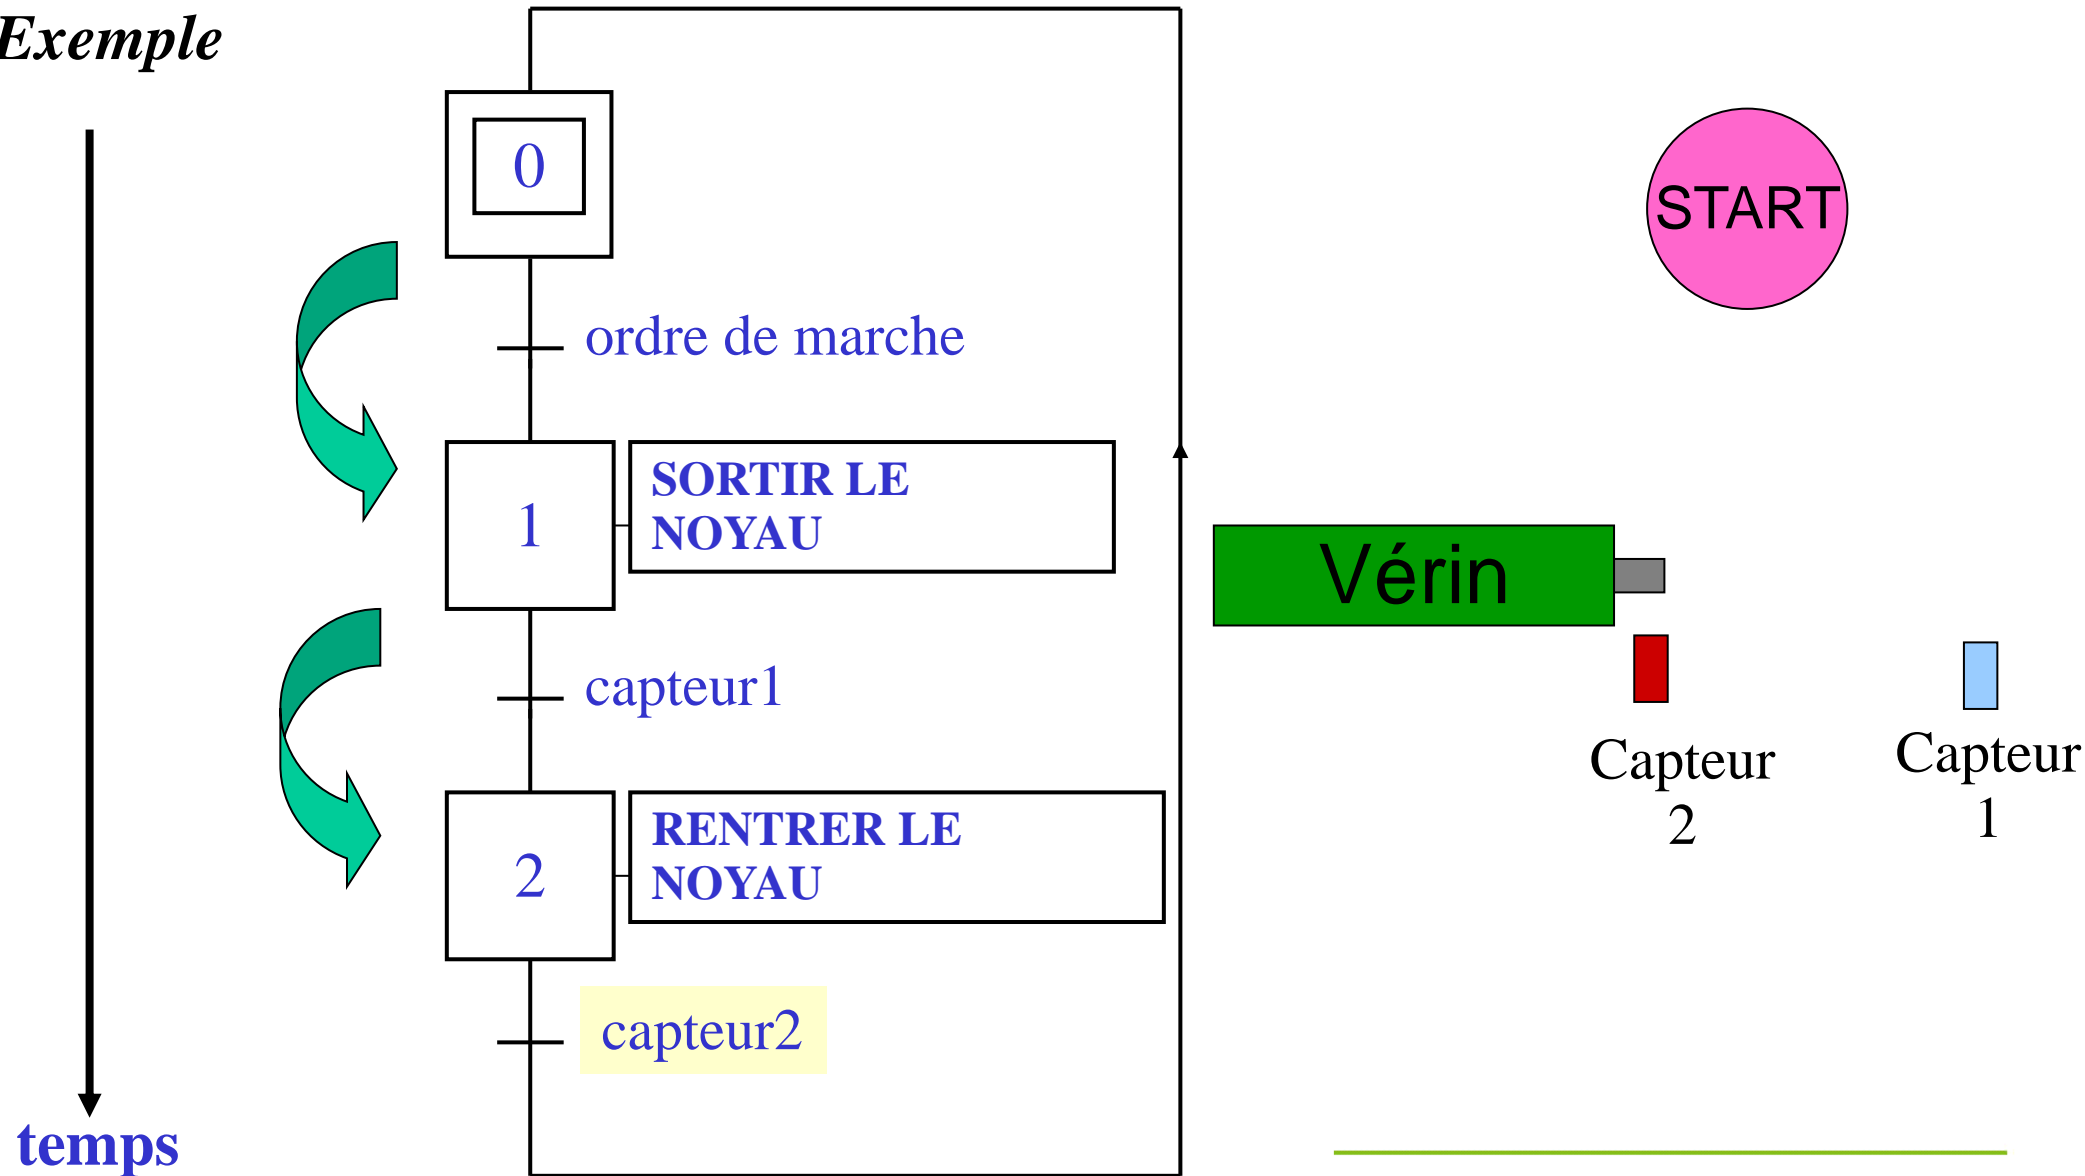 Exemple
0
START
ordre de marche
1
SORTIR LE
NOYAU
Vérin
capteur1
Capteur
2
Capteur
1
2
RENTRER LE
NOYAU
capteur2
temps